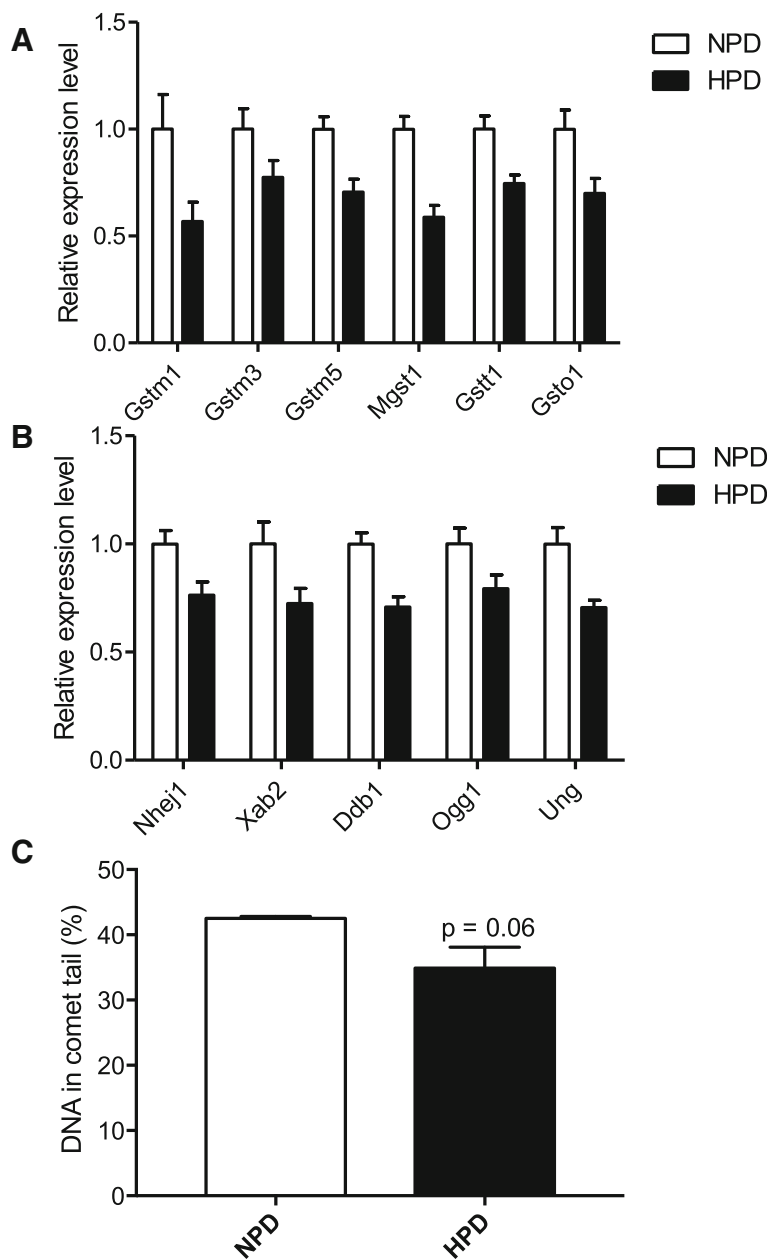 A
Relative expression level
1.5
1.0
0.5
0.0
Gstm1
Gstm3
Gstm5
Mgst1
Gstt1
Gsto1
NPD
HPD
B
Relative expression level
1.5
1.0
0.5
0.0
Nhej1
Xab2
Ddb1
Ogg1
Ung
NPD
HPD
C
DNA in comet tail (%)
50
40
30
20
10
0
p = 0.06
NPD
HPD